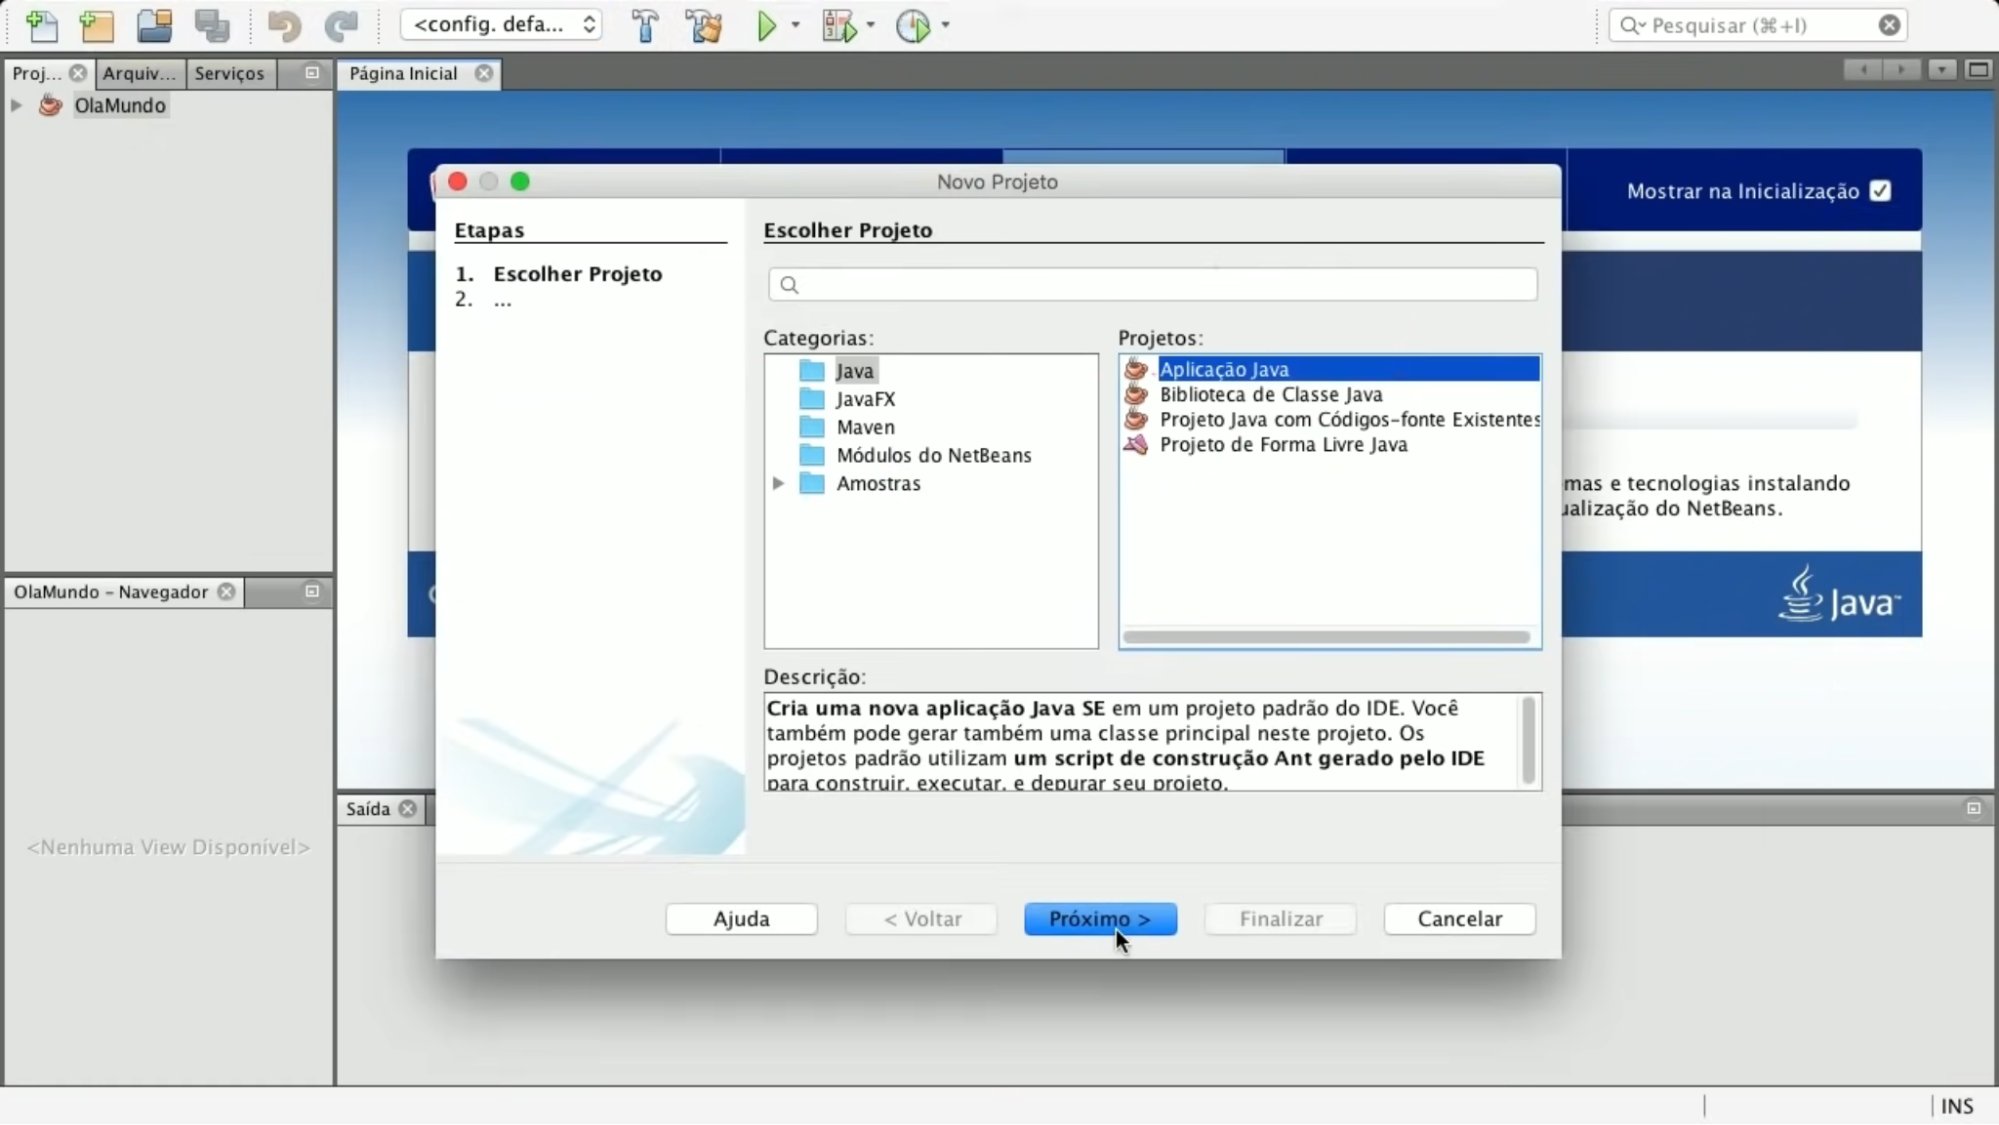 <config. defa...
Pesquisar (⌘+I)
Proj...
Arquiv...
Serviços
Página Inicial
OlaMundo
Mostrar na Inicialização
Novo Projeto
Etapas
1. Escolher Projeto
2. ...
Escolher Projeto
Categorias:
Java
JavaFX
Maven
Módulos do NetBeans
Amostras
Projetos:
Aplicação Java
Biblioteca de Classe Java
Projeto Java com Códigos-fonte Existentes
Projeto de Forma Livre Java
mas e tecnologias instalando
ualização do NetBeans.
Java
Descrição:
Cria uma nova aplicação Java SE em um projeto padrão do IDE. Você
também pode gerar também uma classe principal neste projeto. Os
projetos padrão utilizam um script de construção Ant gerado pelo IDE
para construir, executar, e depurar seu projeto.
Ajuda
< Voltar
Próximo >
Finalizar
Cancelar
OlaMundo - Navegador
<Nenhuma View Disponível>
Saída
INS